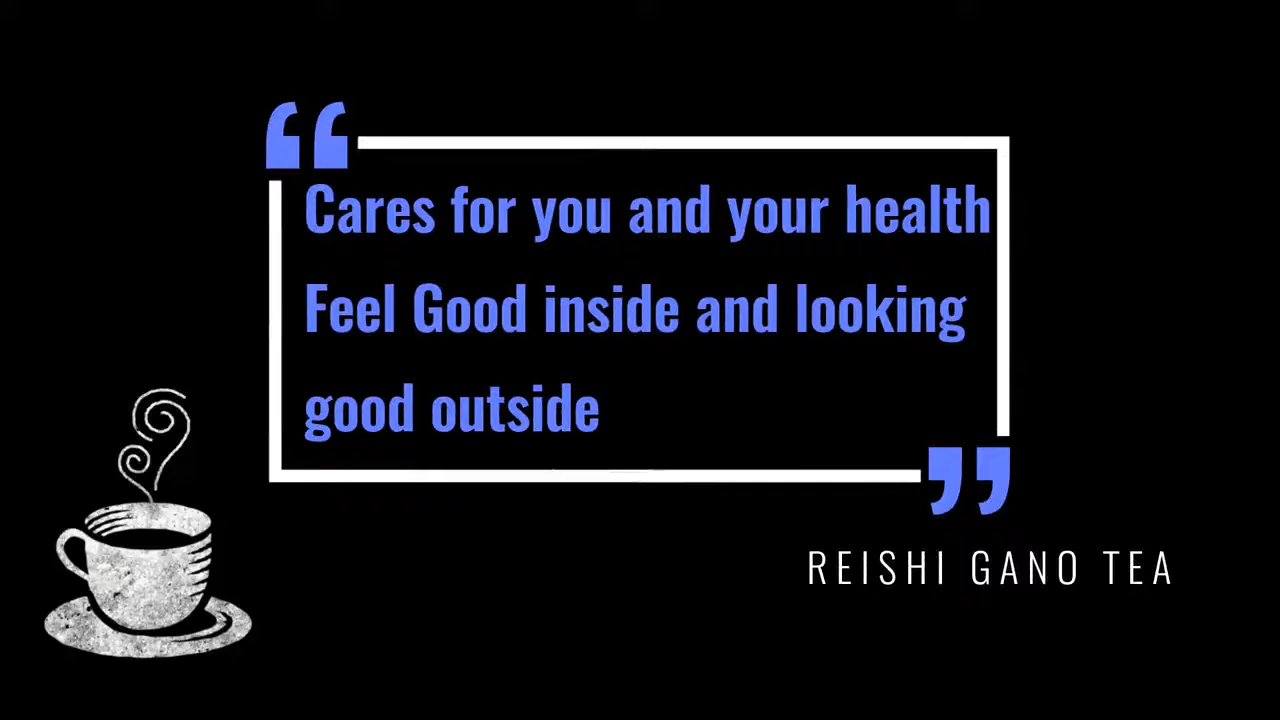 Cares for you and your health
Feel Good inside and looking
good outside
REISHI GANO TEA